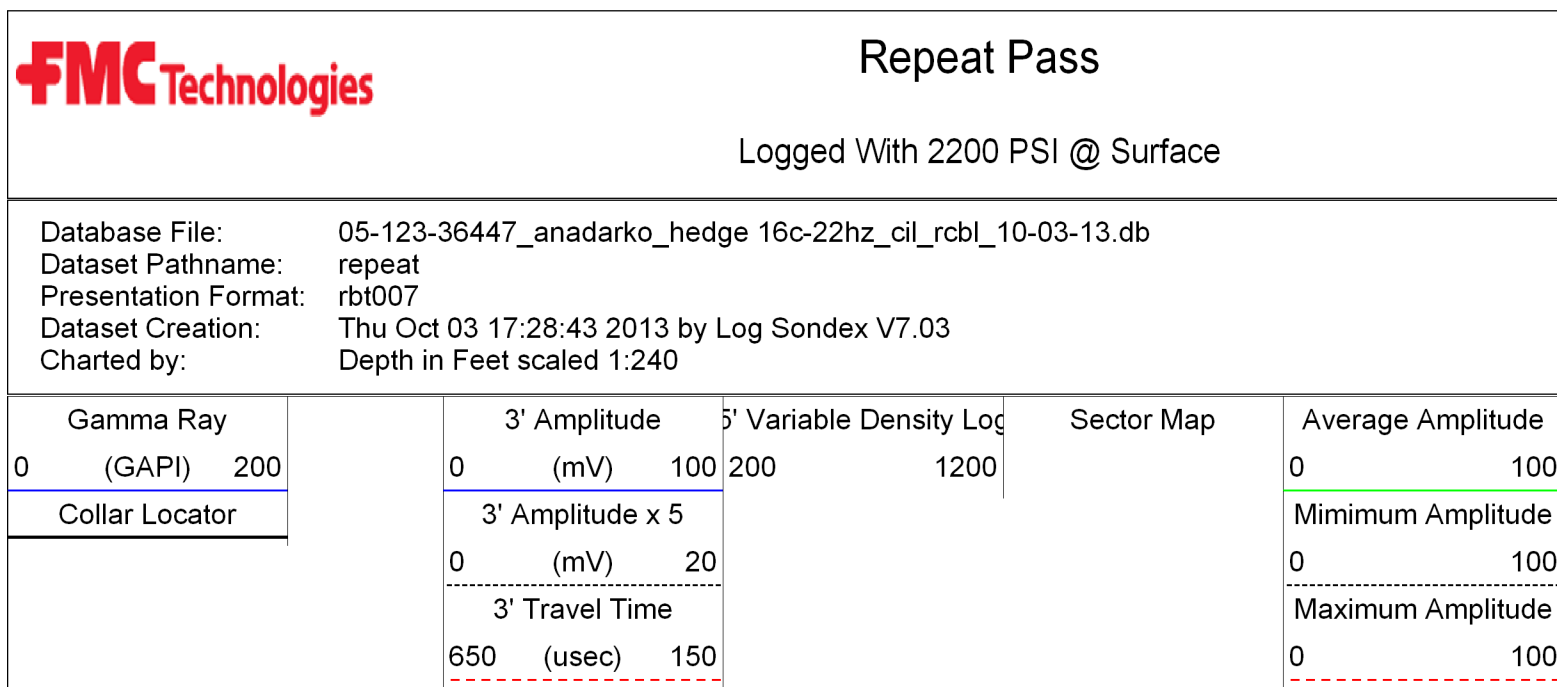 FMC Technologies
Repeat Pass
Logged With 2200 PSI @ Surface
Database File: 05-123-36447_anadarko_hedge 16c-22hz_cil_rcbl_10-03-13.db
Dataset Pathname: repeat
Presentation Format: rbt007
Dataset Creation: Thu Oct 03 17:28:43 2013 by Log Sondex V7.03
Charted by: Depth in Feet scaled 1:240
Gamma Ray
0 (GAPI) 200
Collar Locator
3' Amplitude
0 (mV) 100
3' Amplitude x 5
0 (mV) 20
3' Travel Time
650 (usec) 150
5' Variable Density Log
200 1200
Sector Map
Average Amplitude
0 100
Mimimum Amplitude
0 100
Maximum Amplitude
0 100